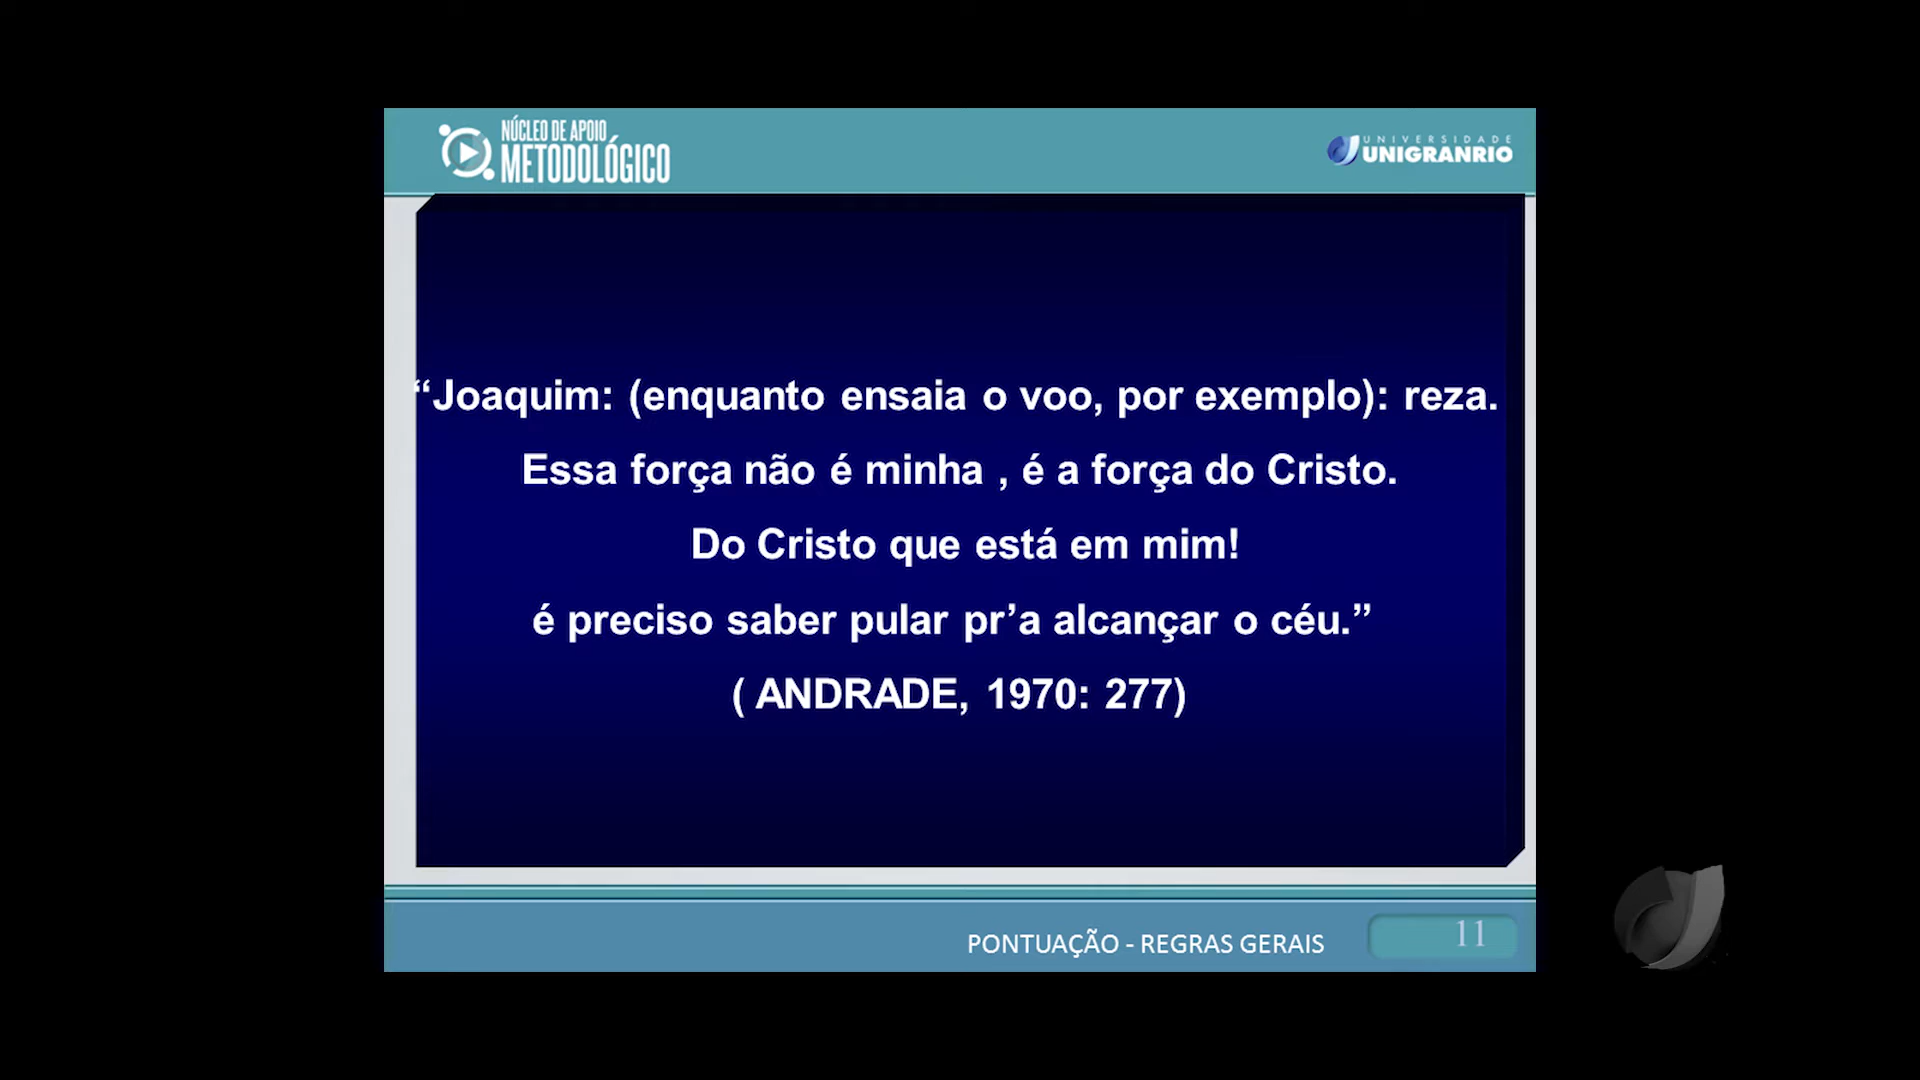 NÚCLEO DE APOIO
METODOLÓGICO
UNIVERSIDADE
UNIGRANRIO
“Joaquim: (enquanto ensaia o voo, por exemplo): reza.
Essa força não é minha , é a força do Cristo.
Do Cristo que está em mim!
é preciso saber pular pr’a alcançar o céu.”
( ANDRADE, 1970: 277)
PONTUAÇÃO - REGRAS GERAIS
11